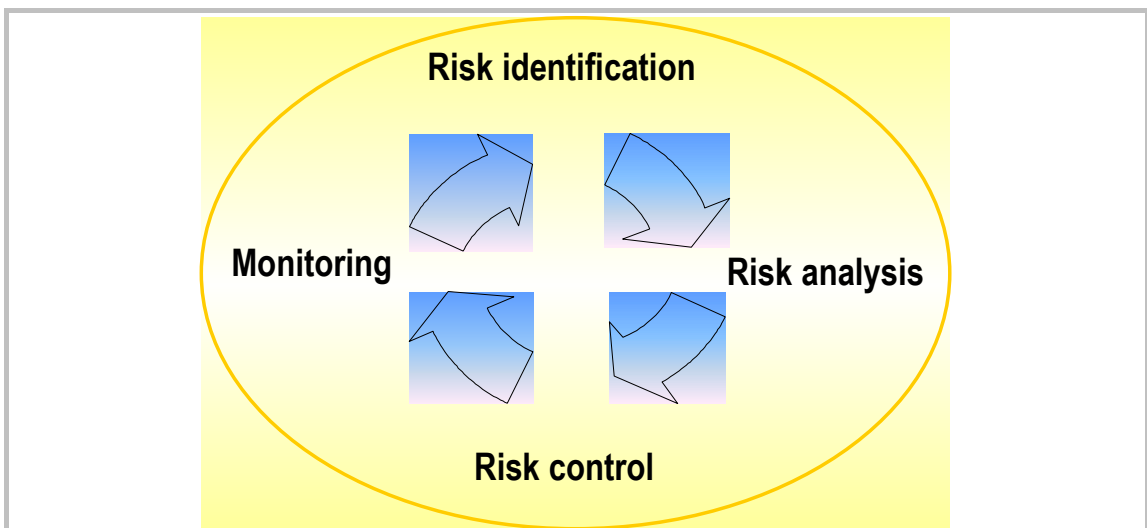 Risk identification
Monitoring
Risk analysis
Risk control